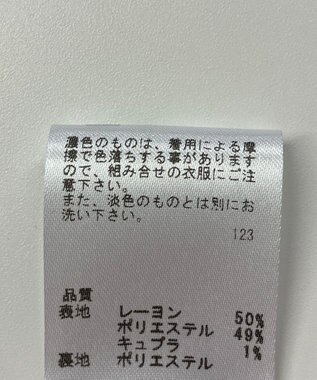 濃色のものは、着用による摩
擦で色落ちする事があります
ので、組み合せの衣服にご注
意下さい。
また、淡色のものとは別にお
洗い下さい。
123
品質
表地 レーヨン 50%
ポリエステル 49%
キュプラ 1%
裏地 ポリエステル